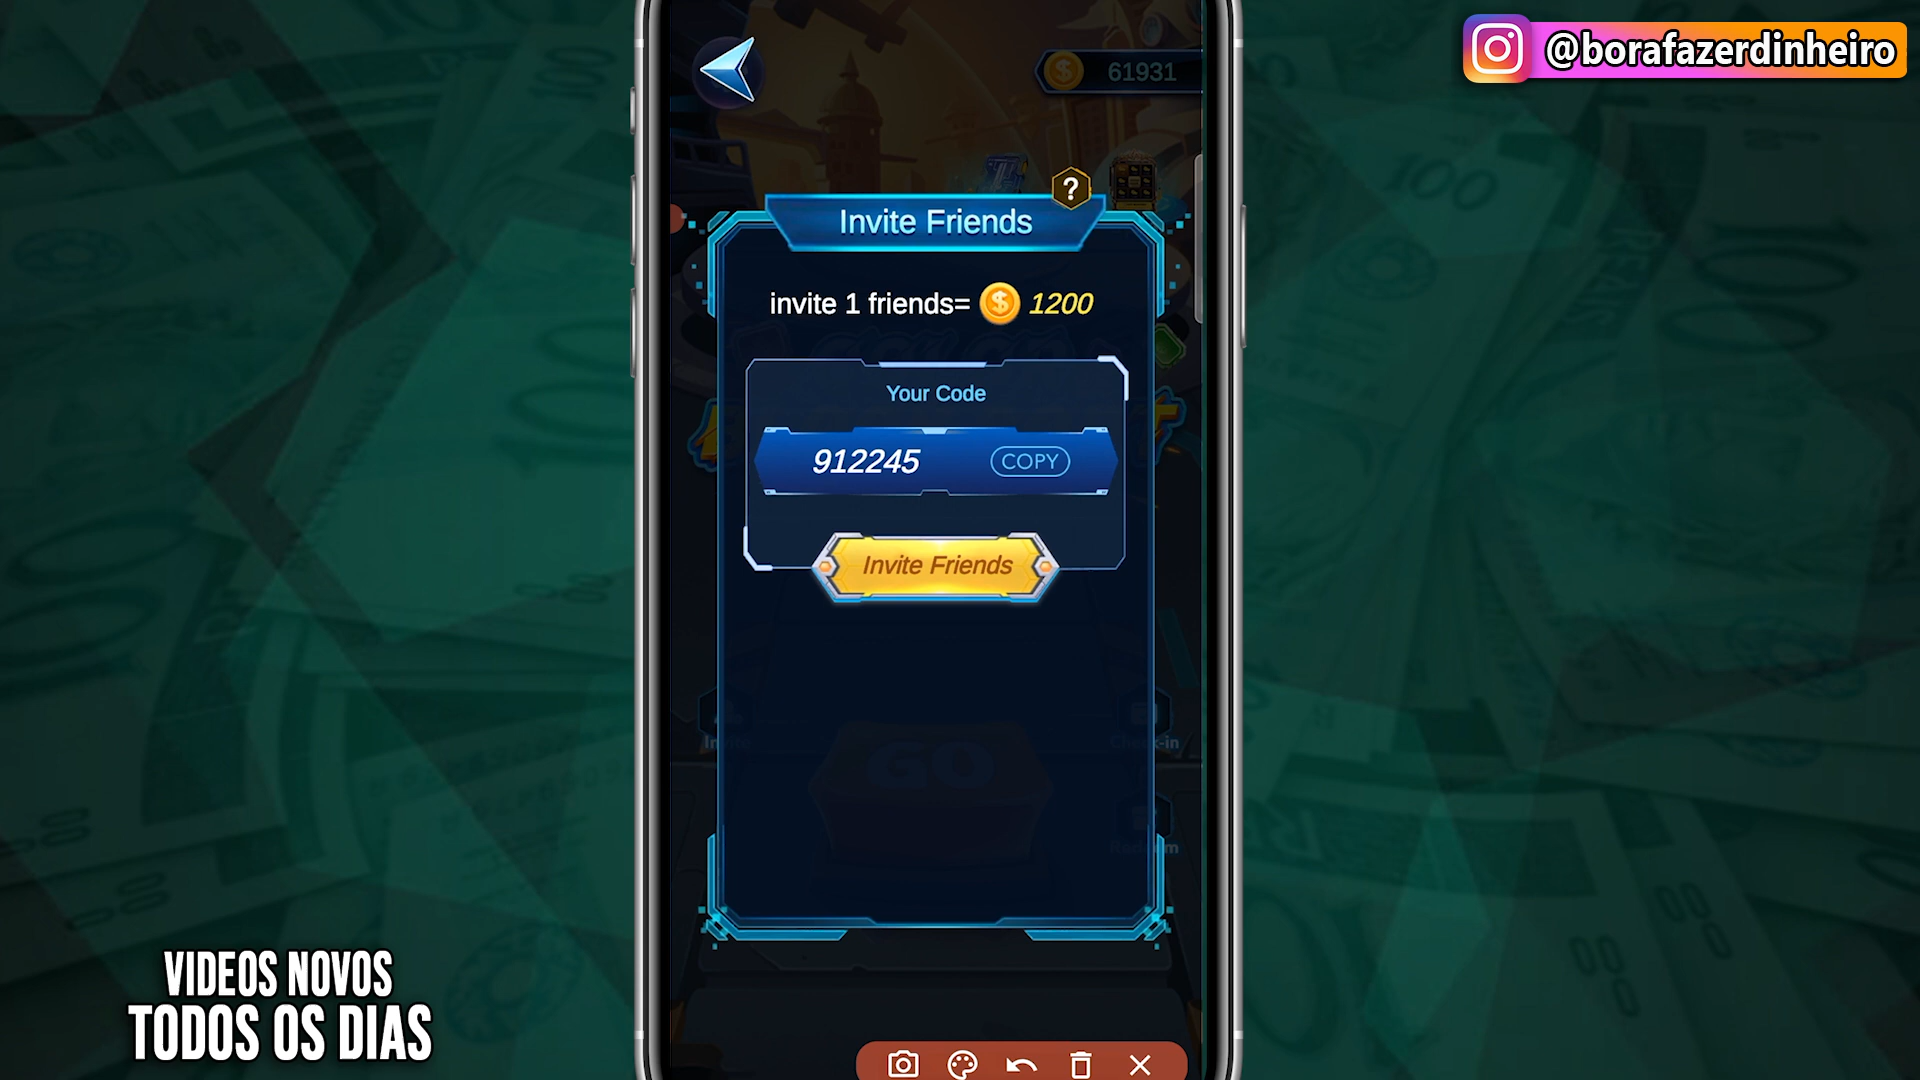 @borafazerdinheiro
61931
?
Invite Friends
invite 1 friends= $ 1200
Your Code
912245 COPY
Invite Friends
GO
VIDEOS NOVOS
TODOS OS DIAS